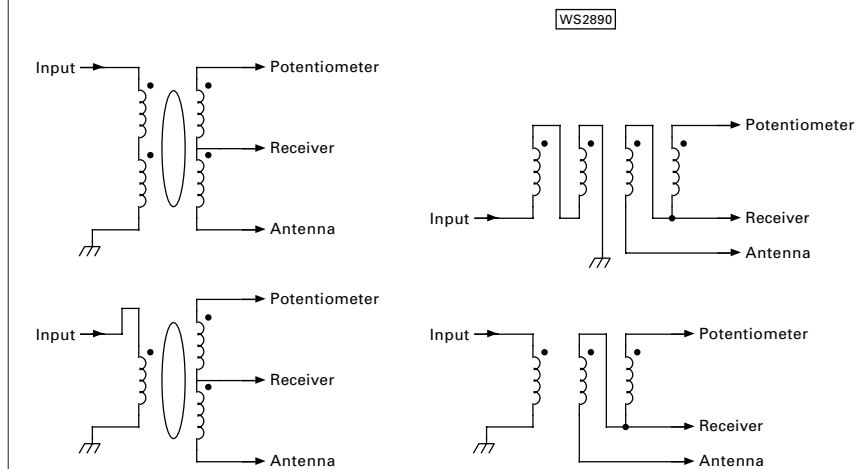 WS2890
Input
Potentiometer
Receiver
Antenna
Potentiometer
Input
Receiver
Antenna
Input
Potentiometer
Receiver
Antenna
Input
Potentiometer
Receiver
Antenna